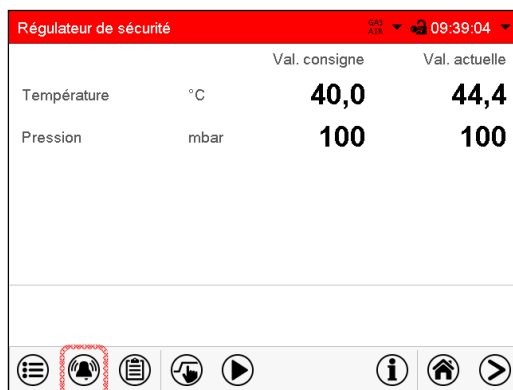 Régulateur de sécurité GAS AIR 09:39:04
Val. consigne Val. actuelle
Température °C 40,0 44,4
Pression mbar 100 100